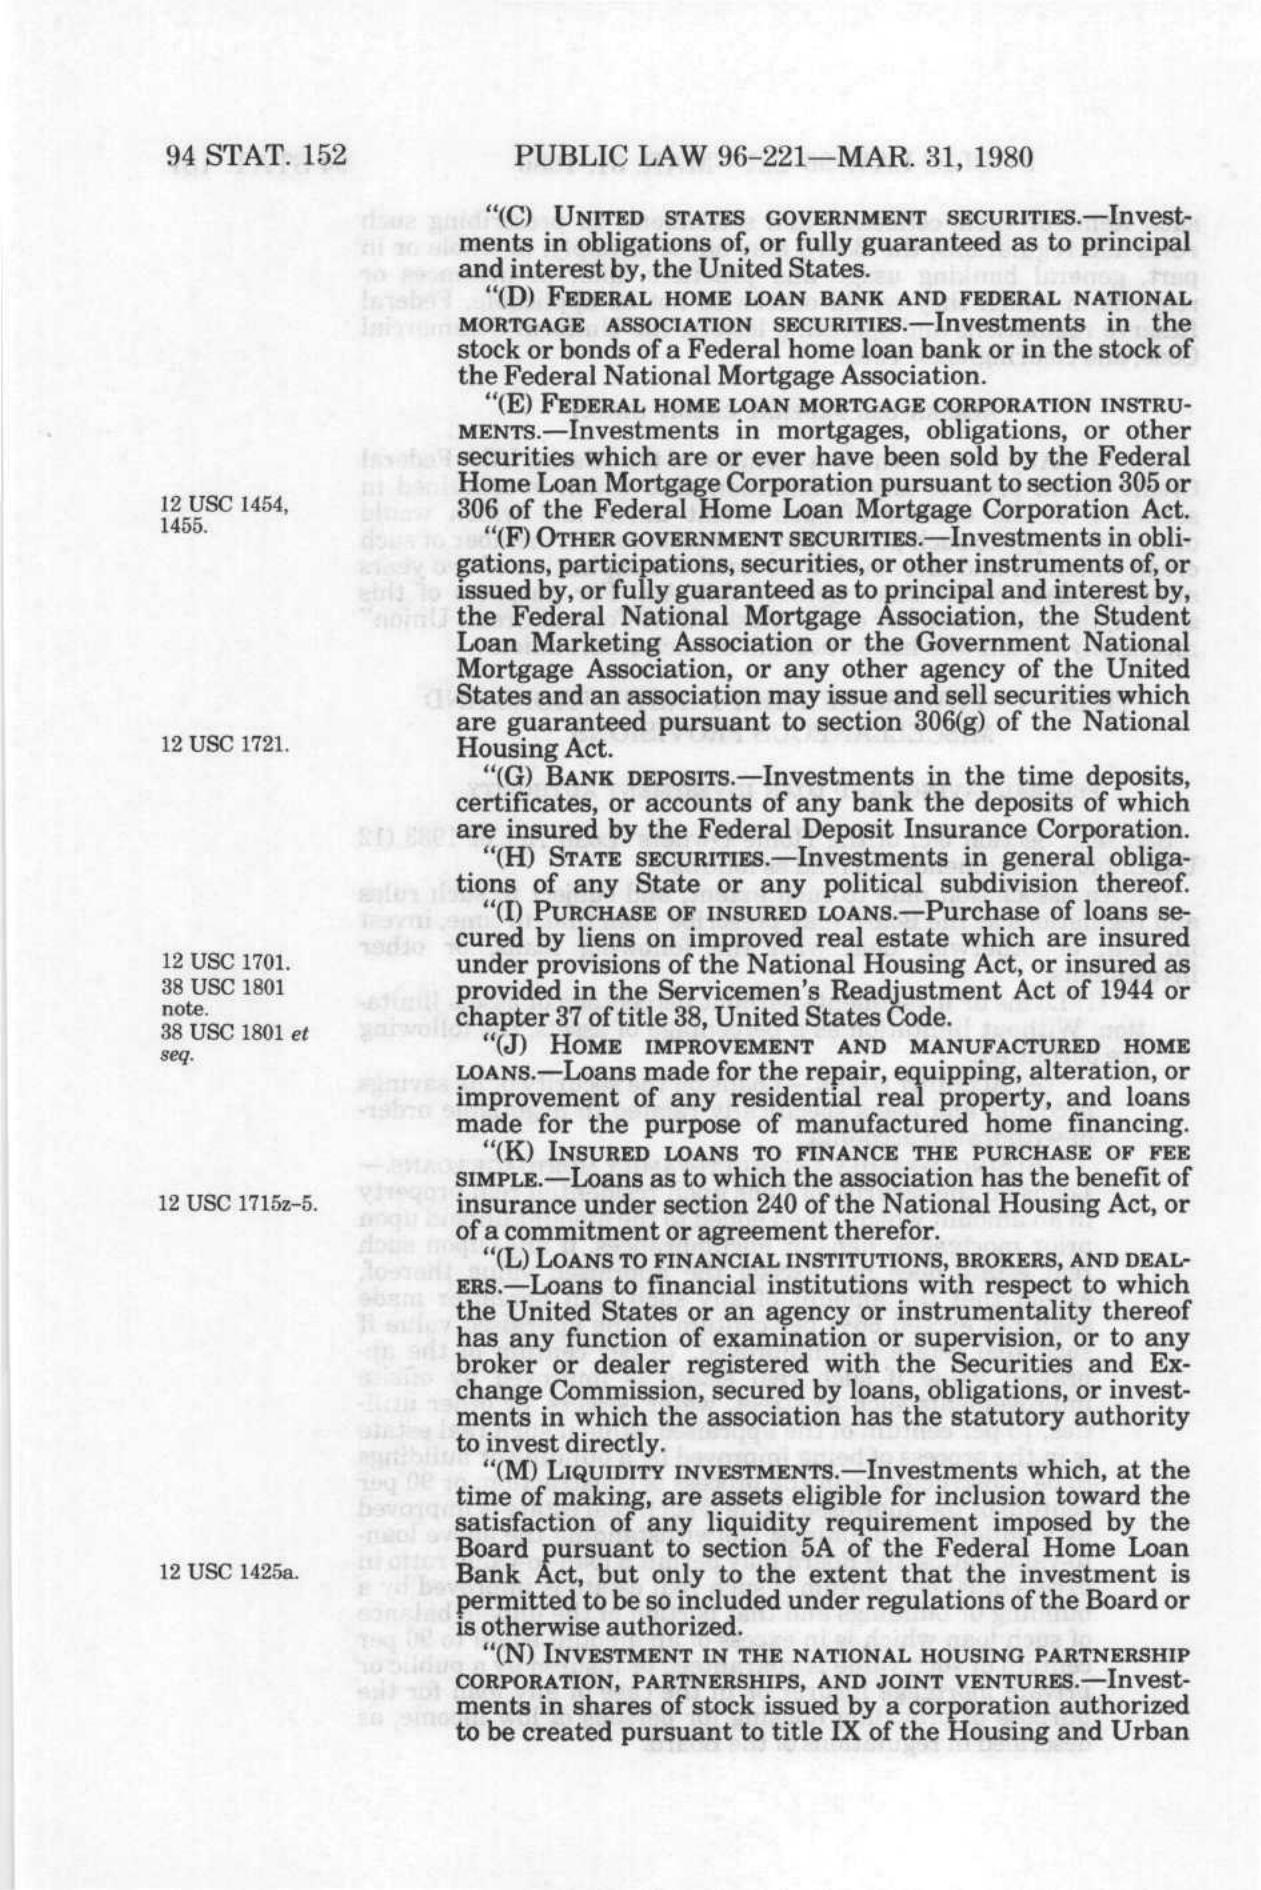 94 STAT. 152
PUBLIC LAW 96–221—MAR. 31, 1980
“(C) UNITED STATES GOVERNMENT SECURITIES.—Invest-
ments in obligations of, or fully guaranteed as to principal
and interest by, the United States.
“(D) FEDERAL HOME LOAN BANK AND FEDERAL NATIONAL
MORTGAGE ASSOCIATION SECURITIES.—Investments in the
stock or bonds of a Federal home loan bank or in the stock of
the Federal National Mortgage Association.
“(E) FEDERAL HOME LOAN MORTGAGE CORPORATION INSTRU-
MENTS.—Investments in mortgages, obligations, or other
securities which are or ever have been sold by the Federal
Home Loan Mortgage Corporation pursuant to section 305 or
306 of the Federal Home Loan Mortgage Corporation Act.
12 USC 1454,
1455.
“(F) OTHER GOVERNMENT SECURITIES.—Investments in obli-
gations, participations, securities, or other instruments of, or
issued by, or fully guaranteed as to principal and interest by,
the Federal National Mortgage Association, the Student
Loan Marketing Association or the Government National
Mortgage Association, or any other agency of the United
States and an association may issue and sell securities which
are guaranteed pursuant to section 306(g) of the National
Housing Act.
12 USC 1721.
“(G) BANK DEPOSITS.—Investments in the time deposits,
certificates, or accounts of any bank the deposits of which
are insured by the Federal Deposit Insurance Corporation.
“(H) STATE SECURITIES.—Investments in general obliga-
tions of any State or any political subdivision thereof.
“(I) PURCHASE OF INSURED LOANS.—Purchase of loans se-
cured by liens on improved real estate which are insured
under provisions of the National Housing Act, or insured as
provided in the Servicemen's Readjustment Act of 1944 or
chapter 37 of title 38, United States Code.
12 USC 1701.
38 USC 1801
note.
38 USC 1801 et
seq.
“(J) HOME IMPROVEMENT AND MANUFACTURED HOME
LOANS.—Loans made for the repair, equipping, alteration, or
improvement of any residential real property, and loans
made for the purpose of manufactured home financing.
“(K) INSURED LOANS TO FINANCE THE PURCHASE OF FEE
SIMPLE.—Loans as to which the association has the benefit of
insurance under section 240 of the National Housing Act, or
of a commitment or agreement therefor.
12 USC 1715z–5.
“(L) LOANS TO FINANCIAL INSTITUTIONS, BROKERS, AND DEAL-
ERS.—Loans to financial institutions with respect to which
the United States or an agency or instrumentality thereof
has any function of examination or supervision, or to any
broker or dealer registered with the Securities and Ex-
change Commission, secured by loans, obligations, or invest-
ments in which the association has the statutory authority
to invest directly.
“(M) LIQUIDITY INVESTMENTS.—Investments which, at the
time of making, are assets eligible for inclusion toward the
satisfaction of any liquidity requirement imposed by the
Board pursuant to section 5A of the Federal Home Loan
Bank Act, but only to the extent that the investment is
permitted to be so included under regulations of the Board or
is otherwise authorized.
12 USC 1425a.
“(N) INVESTMENT IN THE NATIONAL HOUSING PARTNERSHIP
CORPORATION, PARTNERSHIPS, AND JOINT VENTURES.—Invest-
ments in shares of stock issued by a corporation authorized
to be created pursuant to title IX of the Housing and Urban